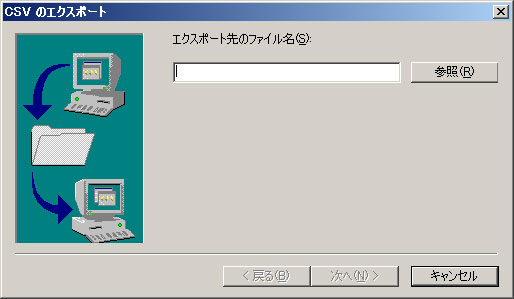 CSV のエクスポート
エクスポート先のファイル名(S):
参照(R)
< 戻る(B)
次へ(N) >
キャンセル